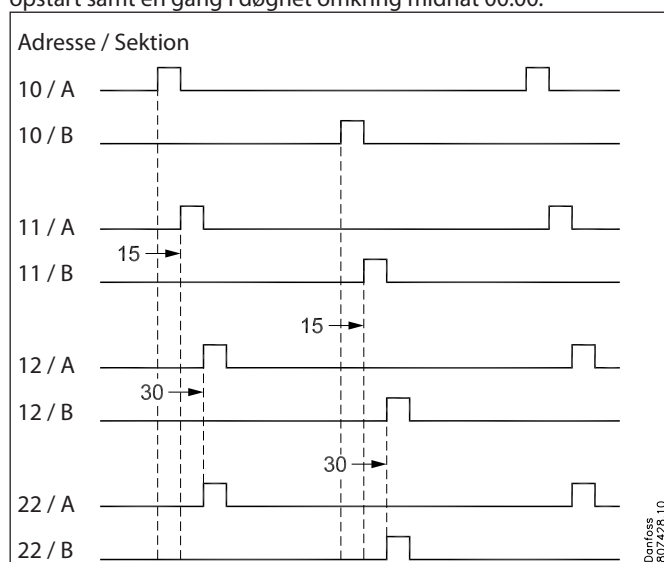 opstart samt en gang i døgnet omkring midnat 00.00.
Adresse / Sektion
10 / A
10 / B
11 / A
15
11 / B
15
12 / A
30
12 / B
30
22 / A
22 / B
Danfoss
80Z428.10